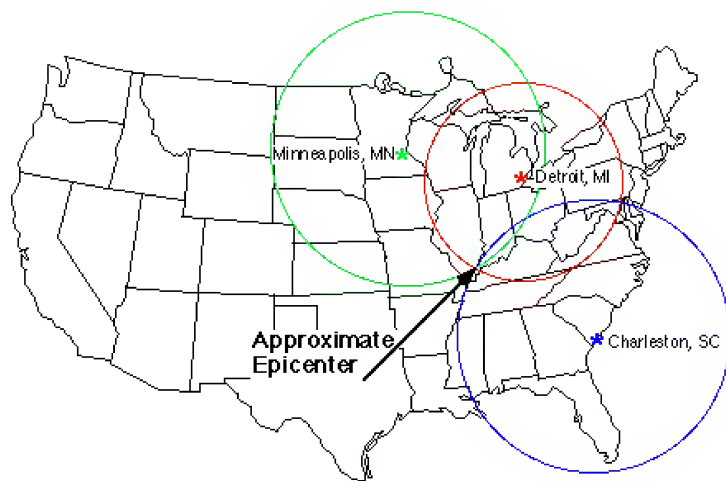 Minneapolis, MN
Detroit, MI
Approximate
Epicenter
Charleston, SC